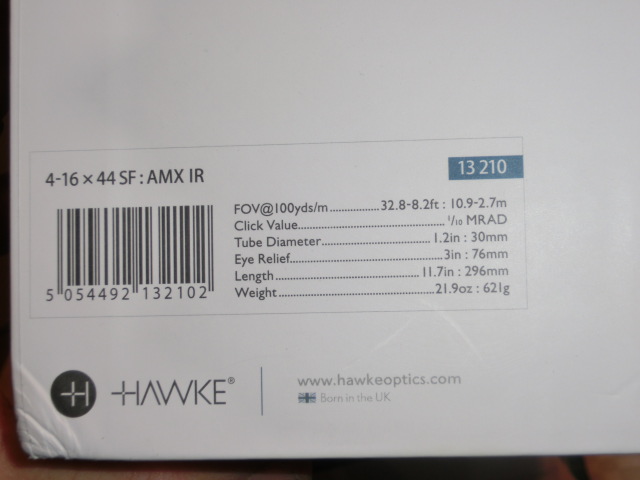 4-16 × 44 SF : AMX IR
13 210
FOV@100yds/m................32.8-8.2ft : 10.9-2.7m
Click Value................................................ 1/10 MRAD
Tube Diameter................................ 1.2in : 30mm
Eye Relief............................................3in : 76mm
Length..........................................11.7in : 296mm
Weight............................................21.9oz : 621g
5 054492 132102
HAWKE®
www.hawkeoptics.com
Born in the UK